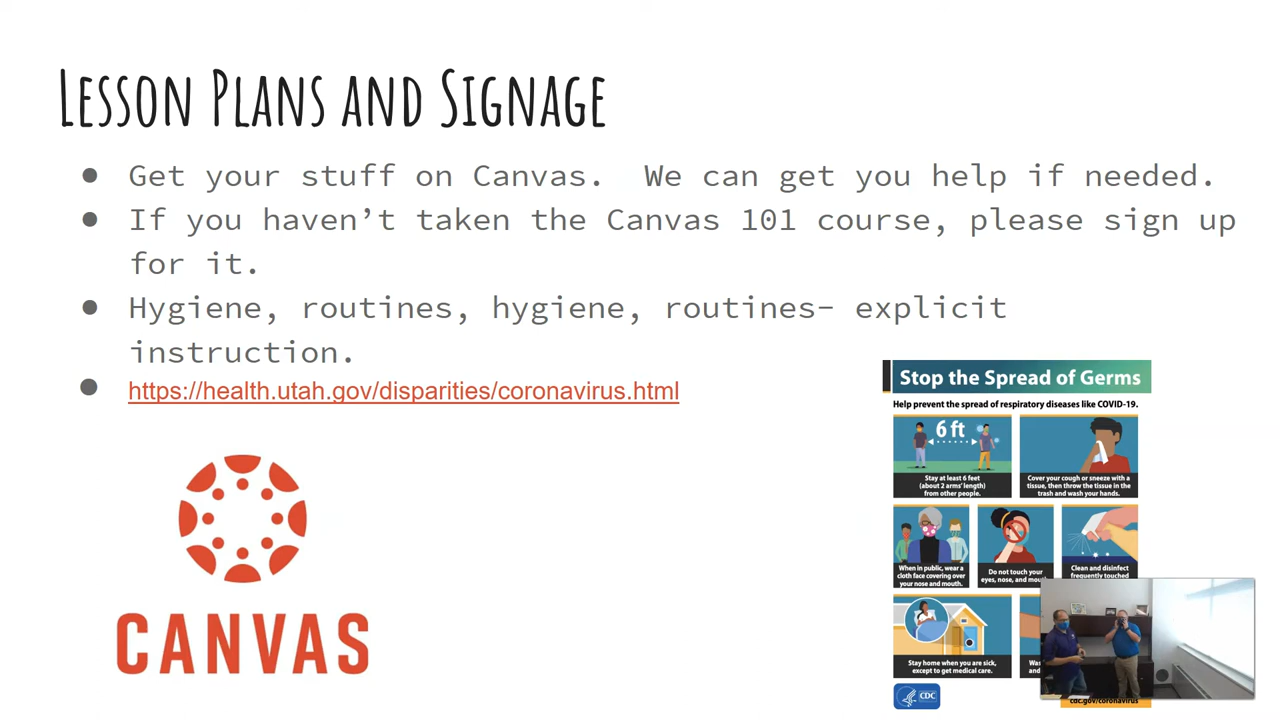 Lesson Plans and Signage
● Get your stuff on Canvas.  We can get you help if needed.
● If you haven't taken the Canvas 101 course, please sign up
for it.
● Hygiene, routines, hygiene, routines– explicit
instruction.
● https://health.utah.gov/disparities/coronavirus.html
CANVAS
Stop the Spread of Germs
Help prevent the spread of respiratory diseases like COVID-19.
6 ft
Stay at least 6 feet
(about 2 arms' length)
from other people.
Cover your cough or sneeze with a
tissue, then throw the tissue in the
trash and wash your hands.
When in public, wear a
cloth face covering over
your nose and mouth.
Do not touch your
eyes, nose, and
Clean and disinfect
frequently touched
Stay home when you are sick,
except to get medical care.
and
CDC
cdc.gov/coronavirus